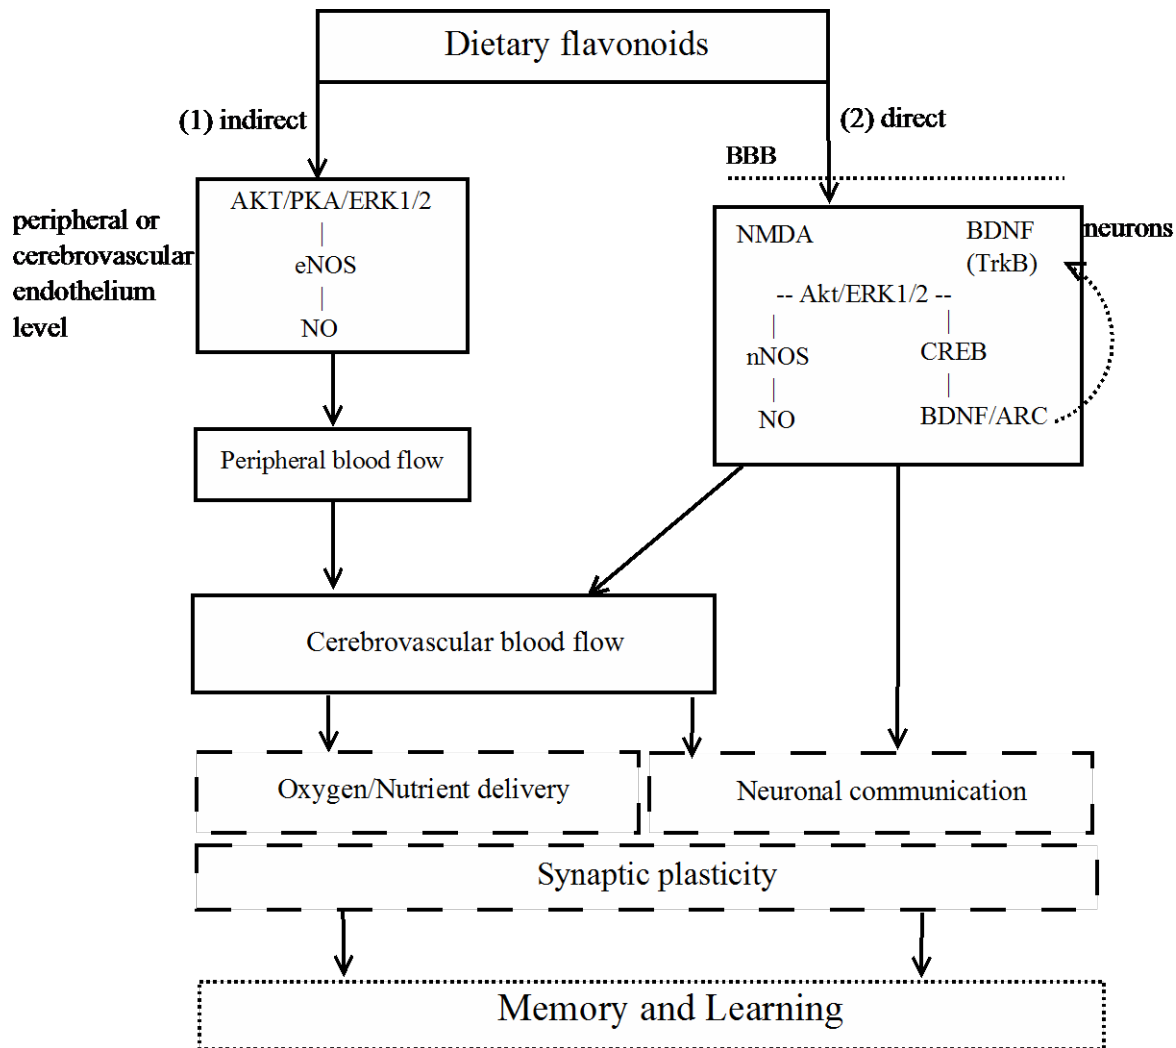 Dietary flavonoids
(1) indirect
(2) direct
BBB
peripheral or
cerebrovascular
endothelium
level
AKT/PKA/ERK1/2
eNOS
NO
neurons
NMDA
BDNF
(TrkB)
-- Akt/ERK1/2 --
nNOS
CREB
NO
BDNF/ARC
Peripheral blood flow
Cerebrovascular blood flow
Oxygen/Nutrient delivery
Neuronal communication
Synaptic plasticity
Memory and Learning